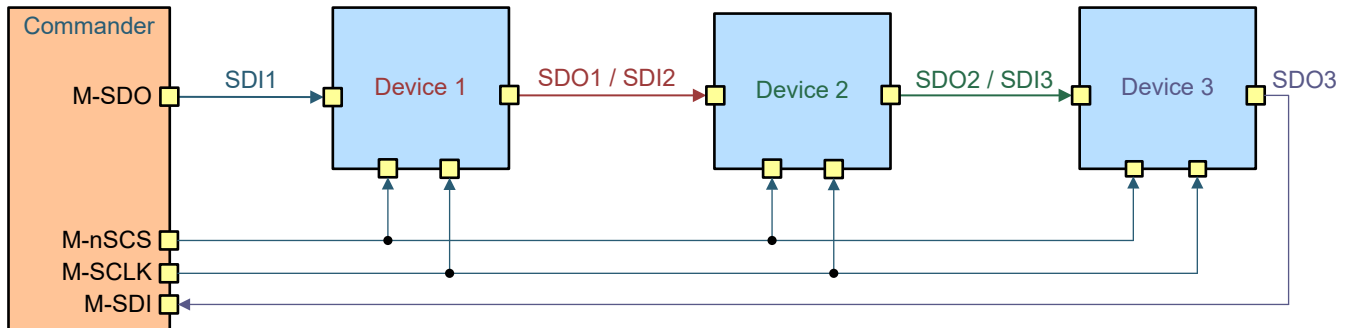 Commander
M-SDO
SDI1
Device 1
SDO1 / SDI2
Device 2
SDO2 / SDI3
Device 3
SDO3
M-nSCS
M-SCLK
M-SDI